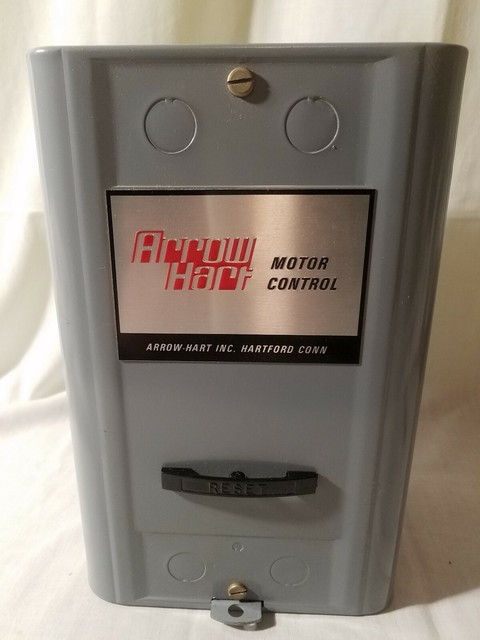 Arrow
Hart
MOTOR
CONTROL
ARROW-HART INC. HARTFORD CONN
RESET